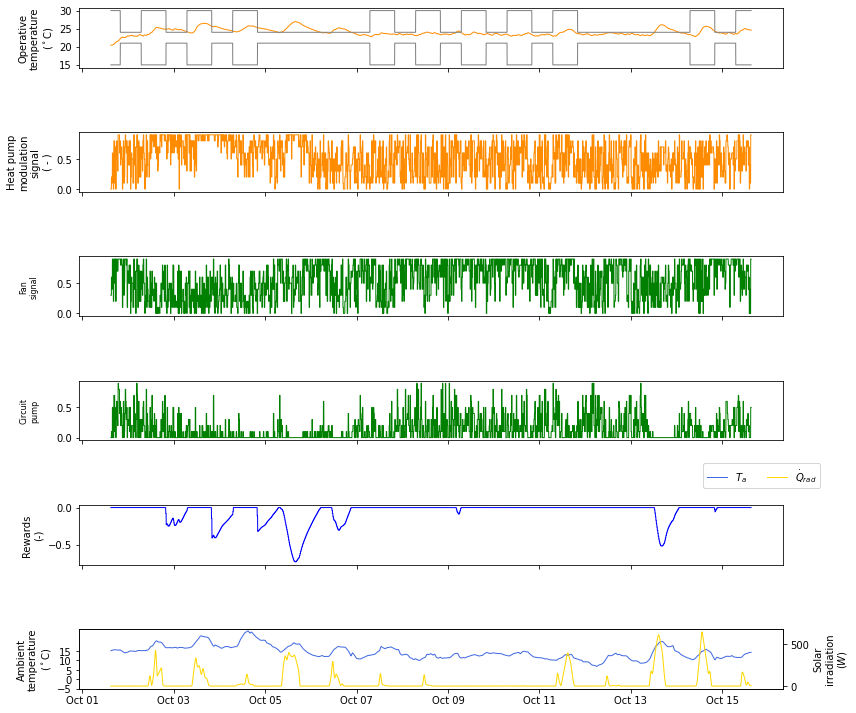 Operative
temperature
(°C)
30
25
20
15
Heat pump
modulation
signal
( - )
0.5
0.0
Fan
signal
0.5
0.0
Circuit
pump
0.5
0.0
T_a
Q̇_rad
Rewards
(-)
0.0
−0.5
Ambient
temperature
(°C)
15
10
5
0
−5
500
0
Solar
irradiation
(W)
Oct 01
Oct 03
Oct 05
Oct 07
Oct 09
Oct 11
Oct 13
Oct 15